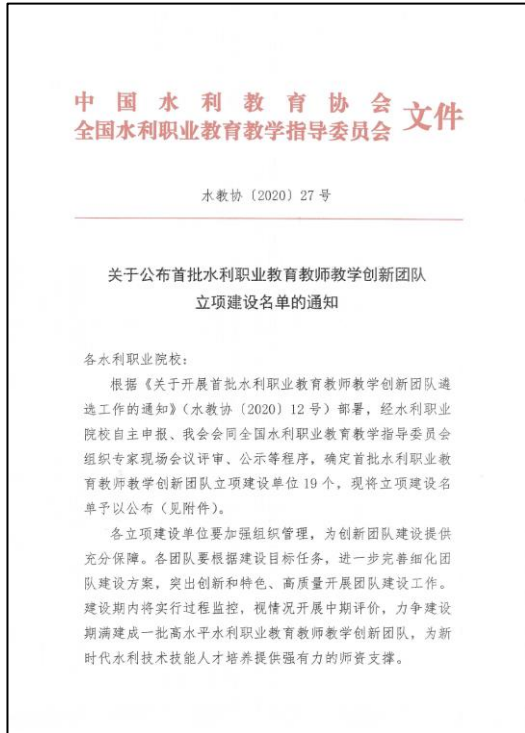 中国水利教育协会
全国水利职业教育教学指导委员会 文件
水教协〔2020〕27号
关于公布首批水利职业教育教师教学创新团队
立项建设名单的通知
各水利职业院校：
根据《关于开展首批水利职业教育教师教学创新团队遴
选工作的通知》（水教协〔2020〕12号）部署，经水利职业
院校自主申报、我会会同全国水利职业教育教学指导委员会
组织专家现场会议评审、公示等程序，确定首批水利职业教
育教师教学创新团队立项建设单位19个，现将立项建设名
单予以公布（见附件）。
各立项建设单位要加强组织管理，为创新团队建设提供
充分保障。各团队要根据建设目标任务，进一步完善细化团
队建设方案，突出创新和特色、高质量开展团队建设工作。
建设期内将实行过程监控，视情况开展中期评价，力争建设
期满建成一批高水平水利职业教育教师教学创新团队，为新
时代水利技术技能人才培养提供强有力的师资支撑。